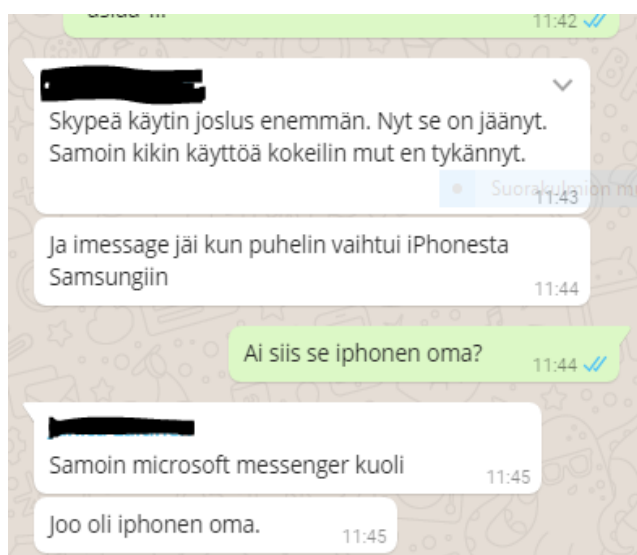 11:42
Skypeä käytin joslus enemmän. Nyt se on jäänyt.
Samoin kikin käyttöä kokeilin mut en tykännyt.
11:43
Ja imessage jäi kun puhelin vaihtui iPhonesta
Samsungiin
11:44
Ai siis se iphonen oma?
11:44
Samoin microsoft messenger kuoli
11:45
Joo oli iphonen oma.
11:45